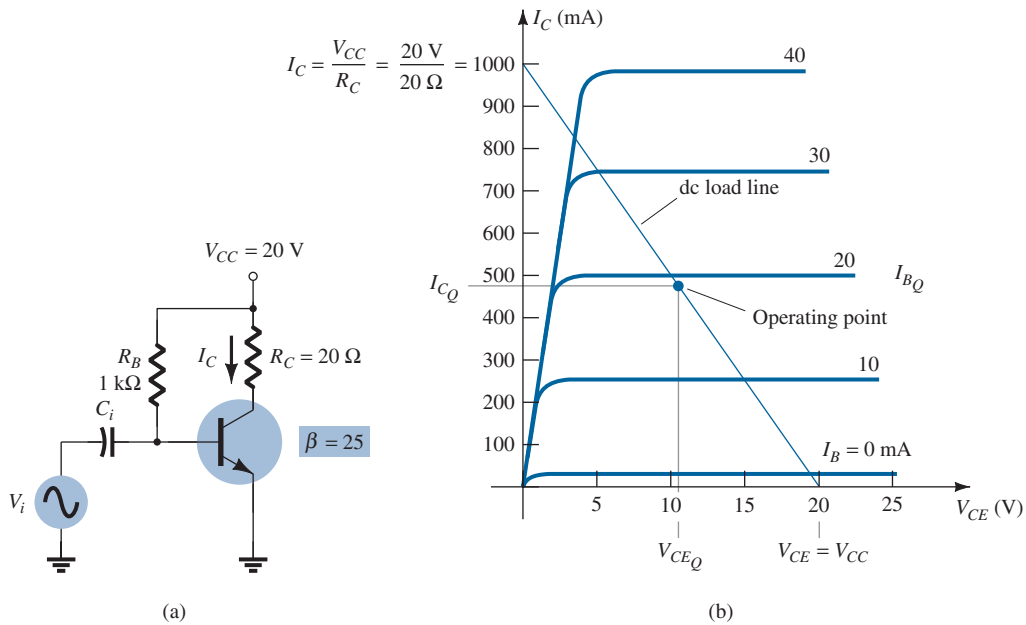 V_CC = 20 V
R_B
1 kΩ
I_C
R_C = 20 Ω
C_i
β = 25
V_i
(a)
I_C = V_CC / R_C = 20 V / 20 Ω = 1000
I_C (mA)
900
800
700
600
500
400
300
200
100
I_CQ
40
30
dc load line
20
I_BQ
Operating point
10
I_B = 0 mA
5
10
15
20
25
V_CE (V)
V_CEQ
V_CE = V_CC
(b)